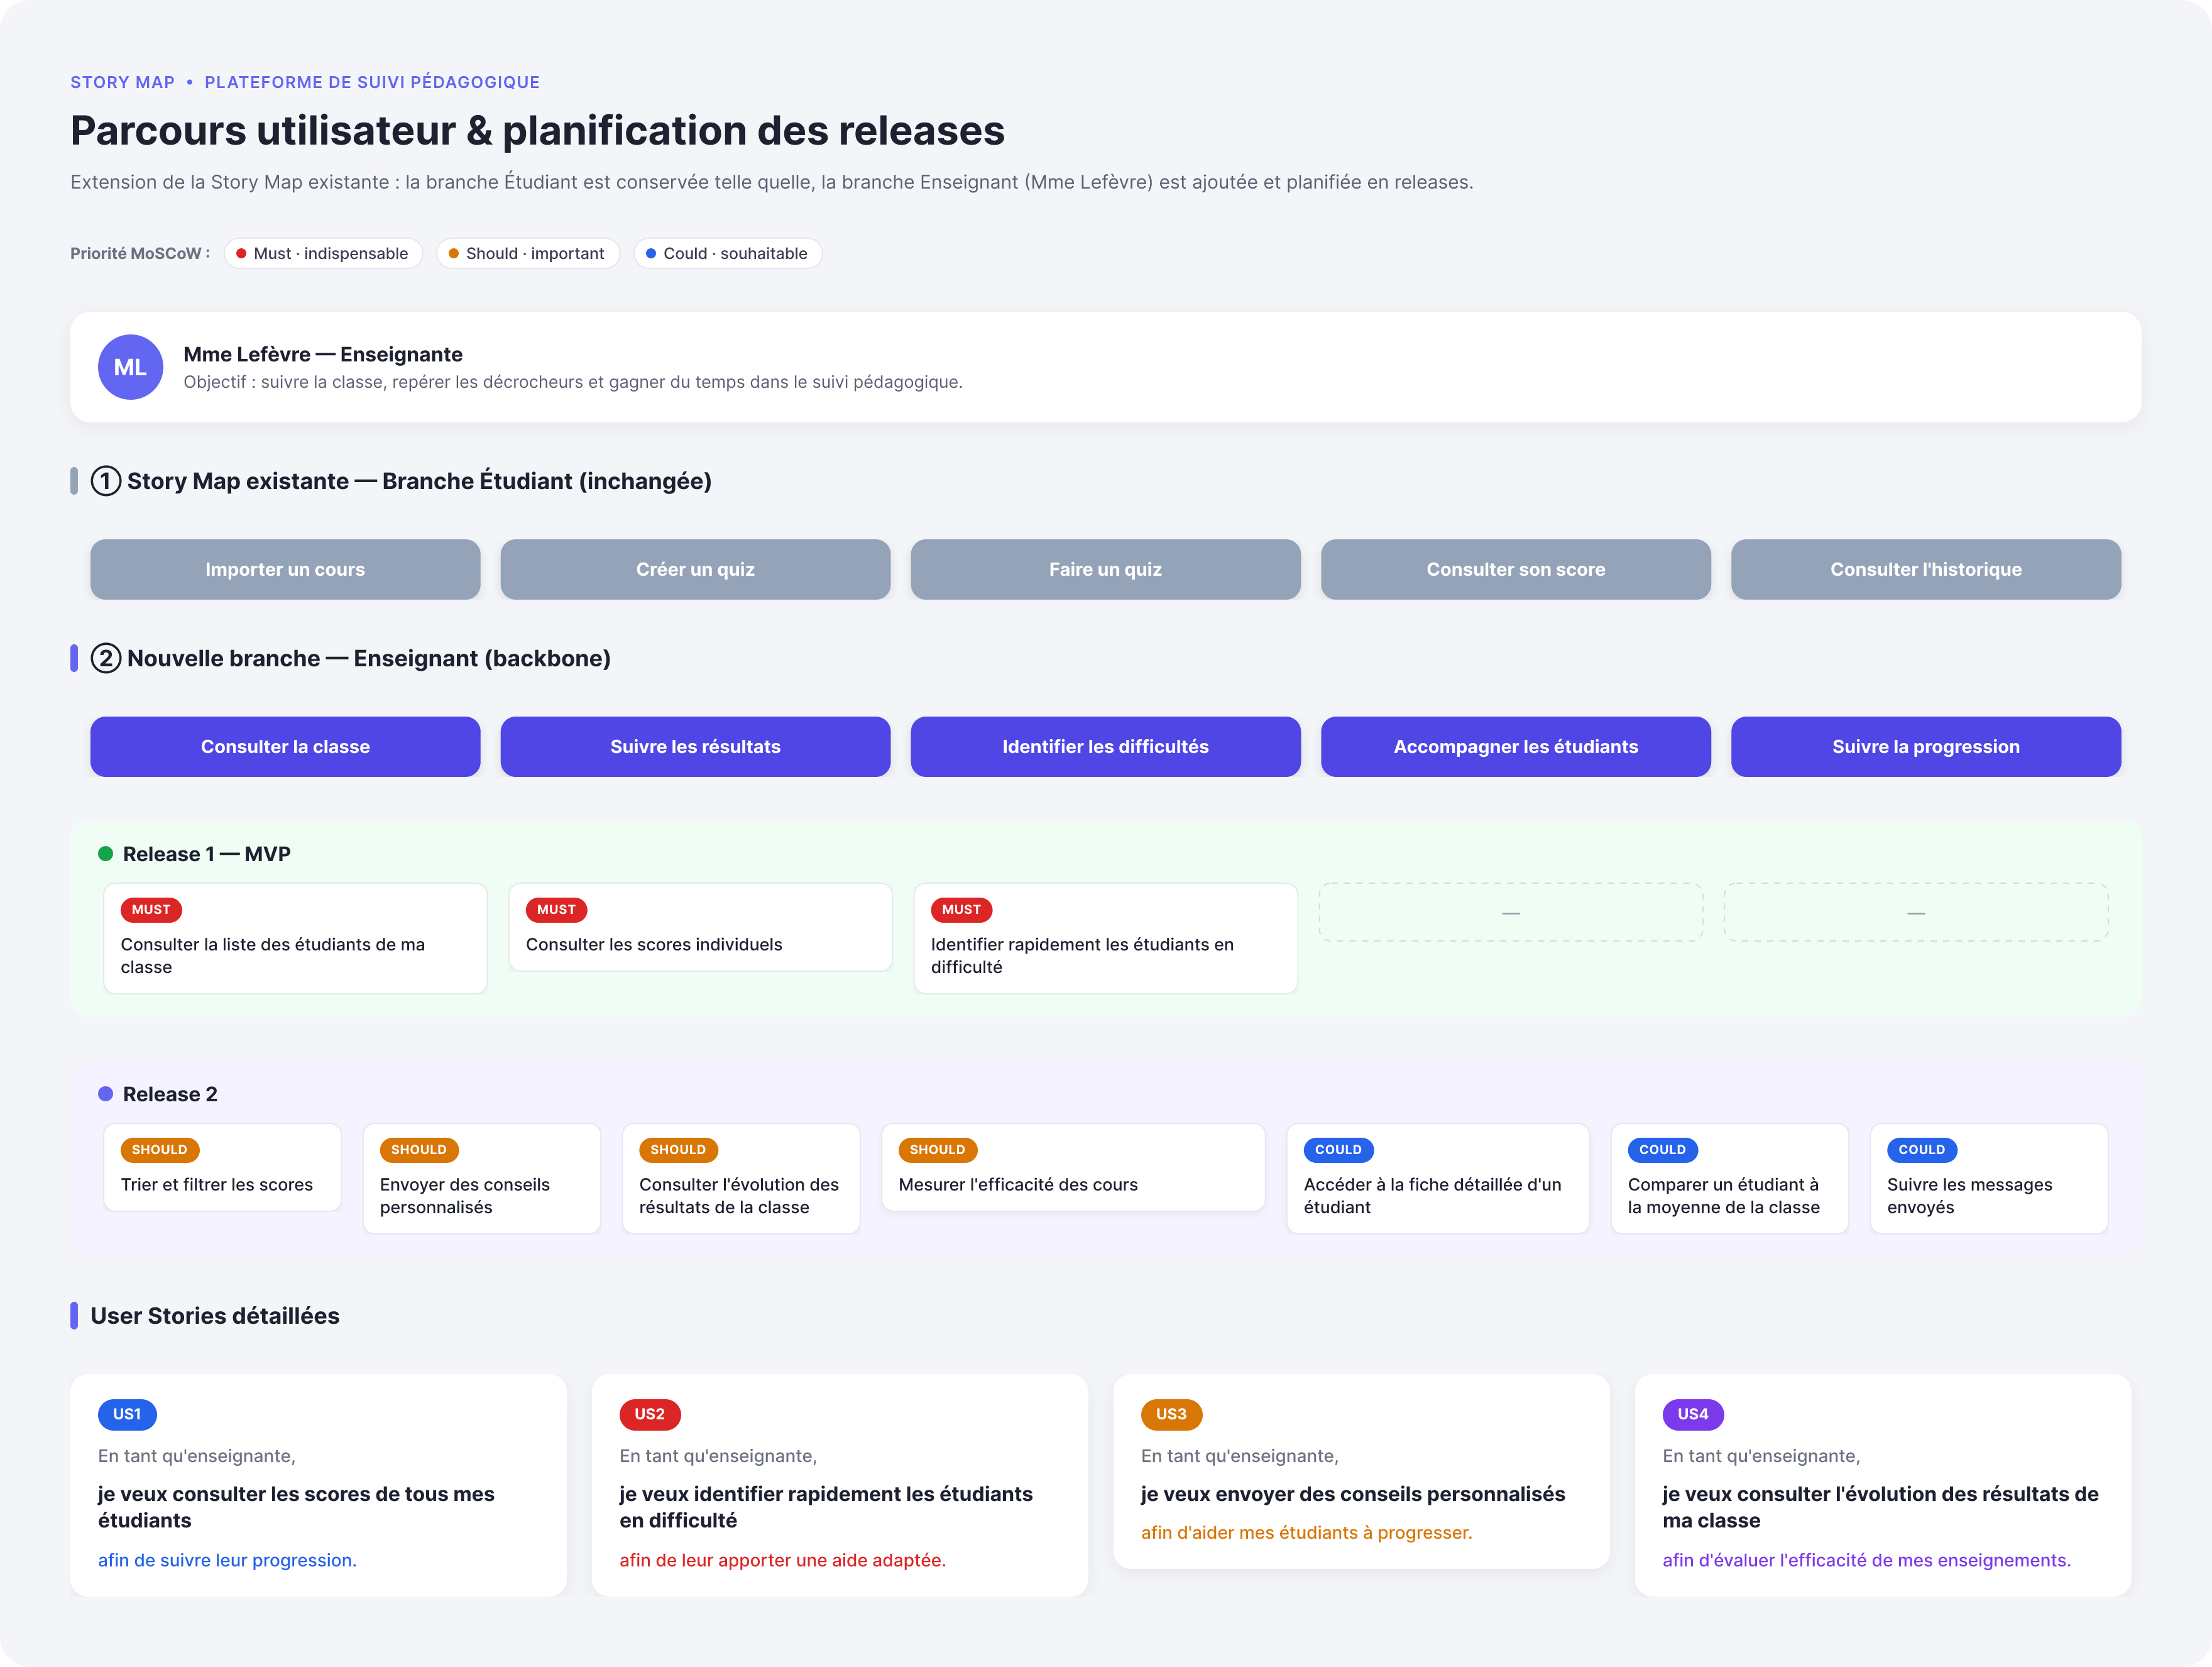 STORY MAP • PLATEFORME DE SUIVI PÉDAGOGIQUE
Parcours utilisateur & planification des releases
Extension de la Story Map existante : la branche Étudiant est conservée telle quelle, la branche Enseignant (Mme Lefèvre) est ajoutée et planifiée en releases.
Priorité MoSCoW :
Must · indispensable
Should · important
Could · souhaitable
ML
Mme Lefèvre — Enseignante
Objectif : suivre la classe, repérer les décrocheurs et gagner du temps dans le suivi pédagogique.
① Story Map existante — Branche Étudiant (inchangée)
Importer un cours
Créer un quiz
Faire un quiz
Consulter son score
Consulter l'historique
② Nouvelle branche — Enseignant (backbone)
Consulter la classe
Suivre les résultats
Identifier les difficultés
Accompagner les étudiants
Suivre la progression
Release 1 — MVP
MUST
Consulter la liste des étudiants de ma
classe
MUST
Consulter les scores individuels
MUST
Identifier rapidement les étudiants en
difficulté
—
—
Release 2
SHOULD
Trier et filtrer les scores
SHOULD
Envoyer des conseils
personnalisés
SHOULD
Consulter l'évolution des
résultats de la classe
SHOULD
Mesurer l'efficacité des cours
COULD
Accéder à la fiche détaillée d'un
étudiant
COULD
Comparer un étudiant à
la moyenne de la classe
COULD
Suivre les messages
envoyés
User Stories détaillées
US1
En tant qu'enseignante,
je veux consulter les scores de tous mes
étudiants
afin de suivre leur progression.
US2
En tant qu'enseignante,
je veux identifier rapidement les étudiants
en difficulté
afin de leur apporter une aide adaptée.
US3
En tant qu'enseignante,
je veux envoyer des conseils personnalisés
afin d'aider mes étudiants à progresser.
US4
En tant qu'enseignante,
je veux consulter l'évolution des résultats de
ma classe
afin d'évaluer l'efficacité de mes enseignements.